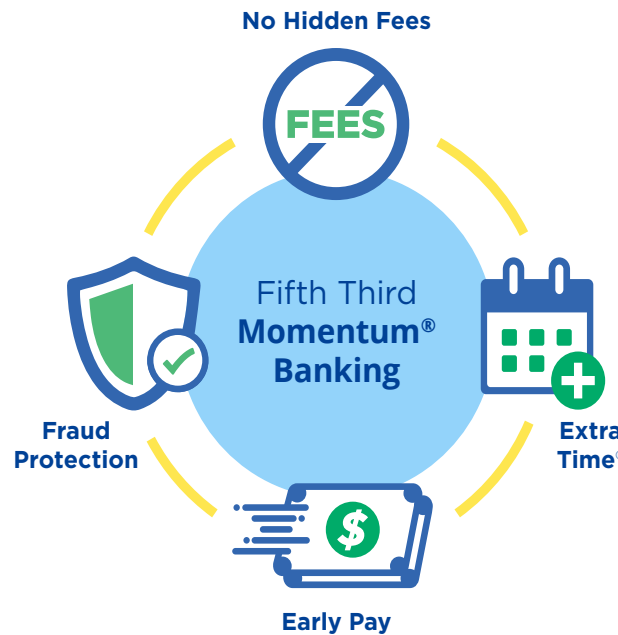 No Hidden Fees
FEES
Fifth Third
Momentum®
Banking
Fraud
Protection
Extra
Time®
$
Early Pay